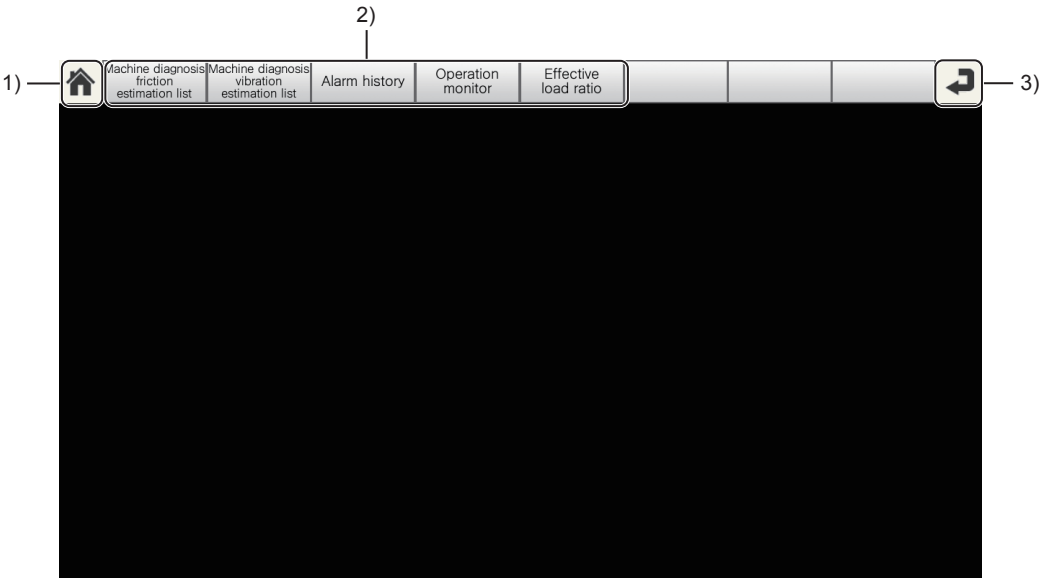 2)
1)
Machine diagnosis
friction
estimation list
Machine diagnosis
vibration
estimation list
Alarm history
Operation
monitor
Effective
load ratio
3)